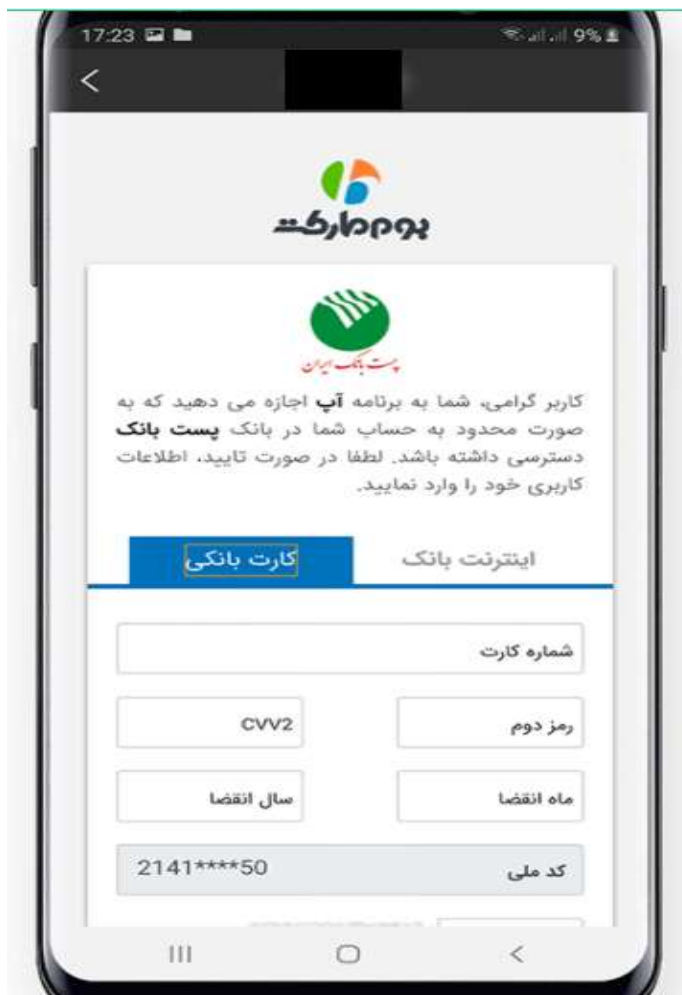 17:23
9%
بوم‌مارکت
پست بانک ایران
کاربر گرامی، شما به برنامه آپ اجازه می دهید که به
صورت محدود به حساب شما در بانک پست بانک
دسترسی داشته باشد. لطفا در صورت تایید، اطلاعات
کاربری خود را وارد نمایید.
اینترنت بانک
کارت بانکی
شماره کارت
رمز دوم
CVV2
ماه انقضا
سال انقضا
کد ملی
2141****50